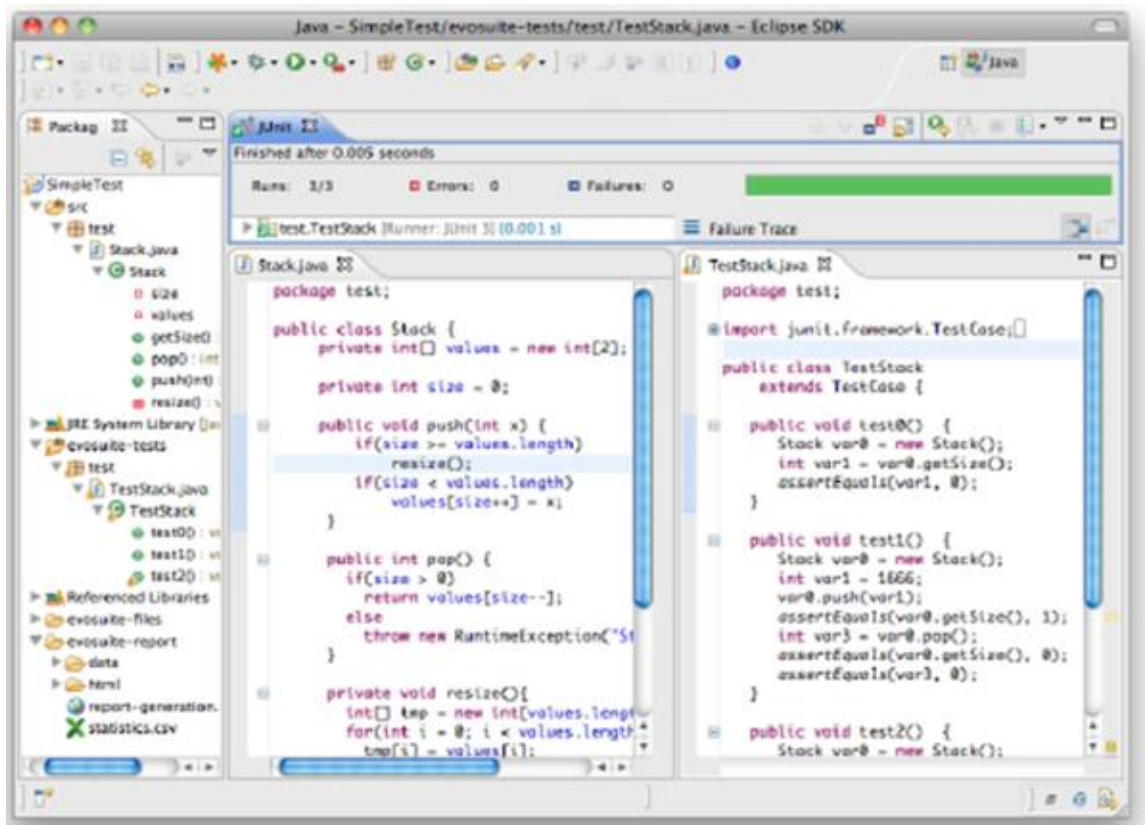 Java – SimpleTest/evosuite-tests/test/TestStack.java – Eclipse SDK
Java
Packag
SimpleTest
src
test
Stack.java
Stack
size
values
getSize()
pop() : int
push(int)
resize() : v
JRE System Library [Jav
evosuite-tests
test
TestStack.java
TestStack
test0() : vo
test1() : vo
test2() : vo
Referenced Libraries
evosuite-files
evosuite-report
data
html
report-generation.
statistics.csv
JUnit
Finished after 0.005 seconds
Runs: 3/3
Errors: 0
Failures: 0
test.TestStack [Runner: JUnit 3] (0.001 s)
Failure Trace
Stack.java
package test;
public class Stack {
private int[] values = new int[2];
private int size = 0;
public void push(int x) {
if(size >= values.length)
resize();
if(size < values.length)
values[size++] = x;
}
public int pop() {
if(size > 0)
return values[size--];
else
throw new RuntimeException("St
}
private void resize(){
int[] tmp = new int[values.lengt
for(int i = 0; i < values.length
tmp[i] = values[i];
TestStack.java
package test;
import junit.framework.TestCase;
public class TestStack
extends TestCase {
public void test0() {
Stack var0 = new Stack();
int var1 = var0.getSize();
assertEquals(var1, 0);
}
public void test1() {
Stack var0 = new Stack();
int var1 = 1666;
var0.push(var1);
assertEquals(var0.getSize(), 1);
int var3 = var0.pop();
assertEquals(var0.getSize(), 0);
assertEquals(var3, 0);
}
public void test2() {
Stack var0 = new Stack();